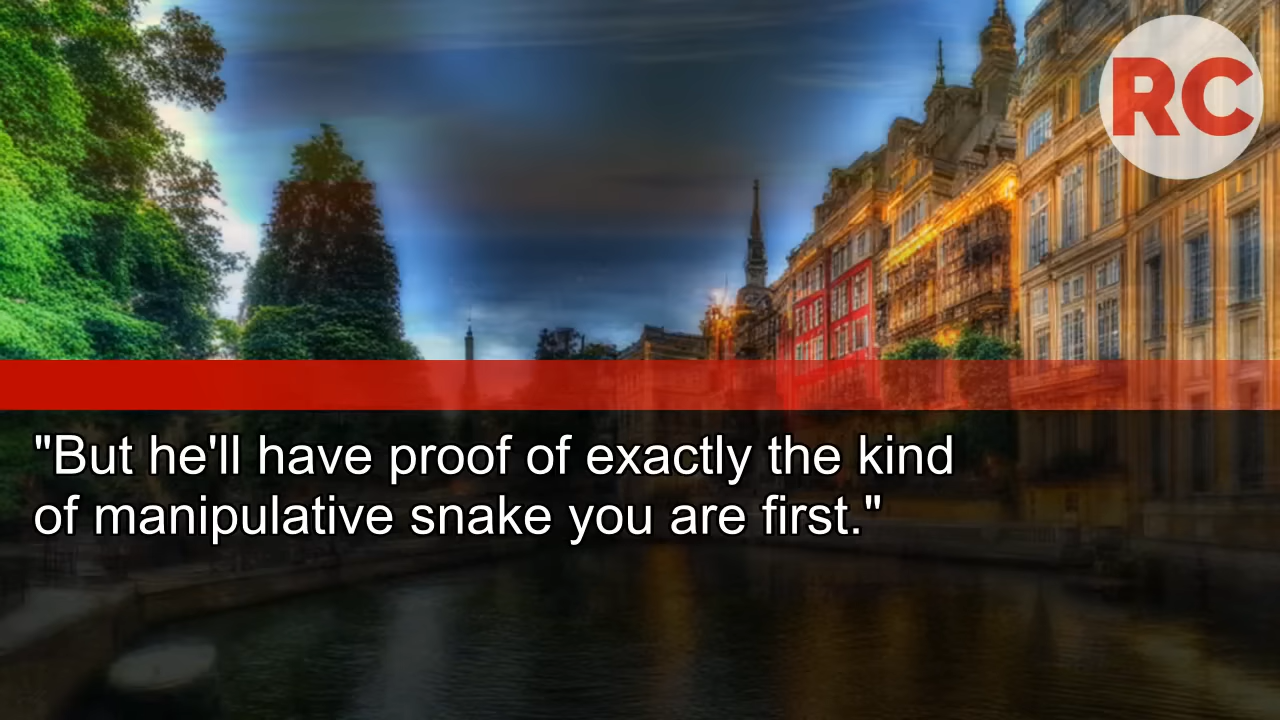 RC
"But he'll have proof of exactly the kind
of manipulative snake you are first."